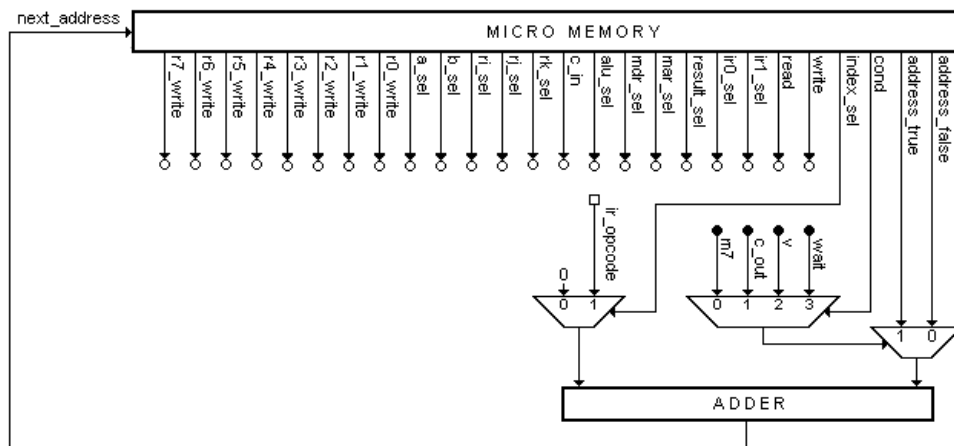 next_address
MICRO MEMORY
r7_write
r6_write
r5_write
r4_write
r3_write
r2_write
r1_write
r0_write
a_sel
b_sel
ri_sel
rj_sel
rk_sel
c_in
alu_sel
mdr_sel
mar_sel
result_sel
ir0_sel
ir1_sel
read
write
index_sel
cond
address_true
address_false
ir_opcode
m7
c_out
v
wait
0
0 1
0 1 2 3
1 0
ADDER